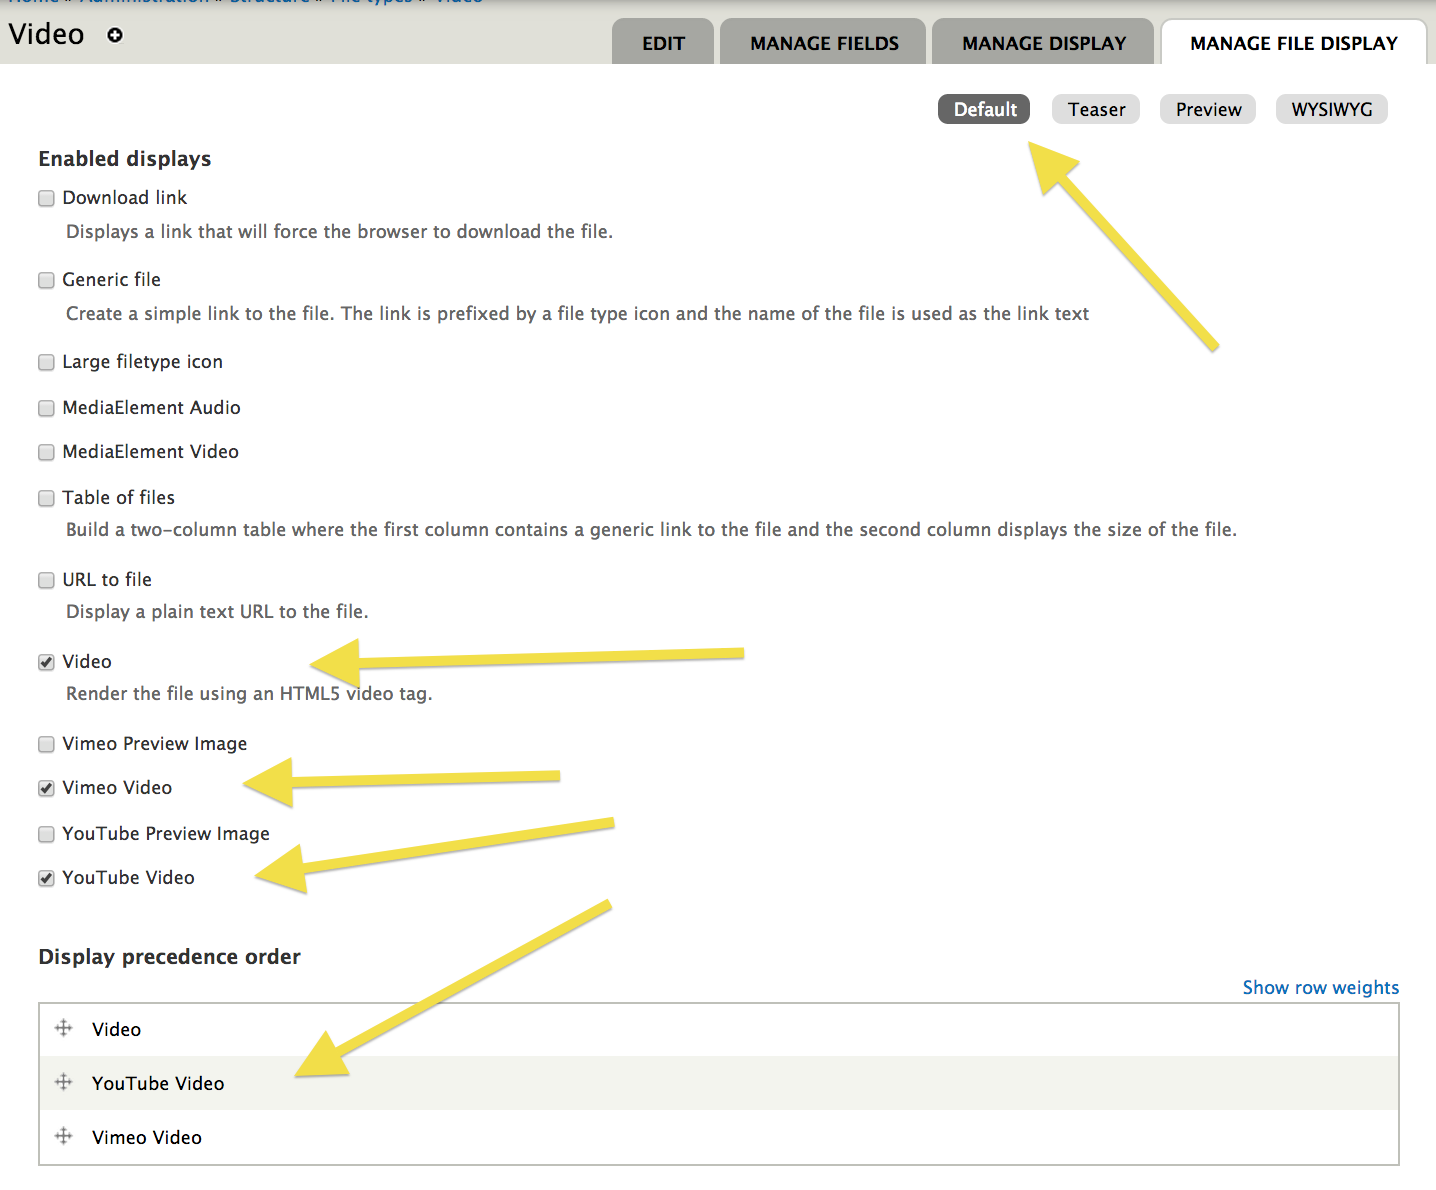 Home » Administration » Structure » File types » Video
Video
EDIT
MANAGE FIELDS
MANAGE DISPLAY
MANAGE FILE DISPLAY
Default
Teaser
Preview
WYSIWYG
Enabled displays
Download link
Displays a link that will force the browser to download the file.
Generic file
Create a simple link to the file. The link is prefixed by a file type icon and the name of the file is used as the link text
Large filetype icon
MediaElement Audio
MediaElement Video
Table of files
Build a two-column table where the first column contains a generic link to the file and the second column displays the size of the file.
URL to file
Display a plain text URL to the file.
Video
Render the file using an HTML5 video tag.
Vimeo Preview Image
Vimeo Video
YouTube Preview Image
YouTube Video
Display precedence order
Show row weights
Video
YouTube Video
Vimeo Video